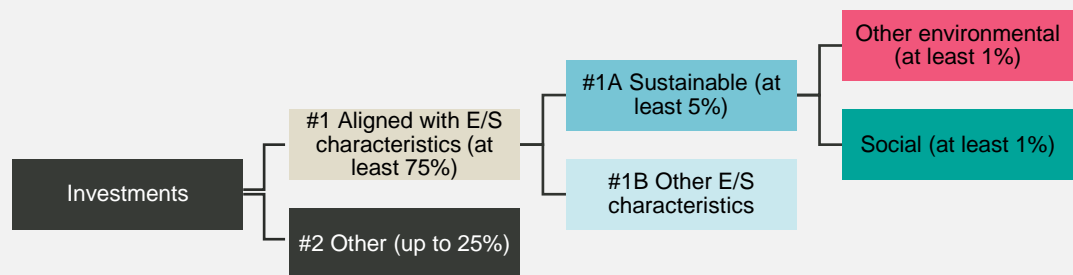 Investments
#1 Aligned with E/S
characteristics (at
least 75%)
#2 Other (up to 25%)
#1A Sustainable (at
least 5%)
#1B Other E/S
characteristics
Other environmental
(at least 1%)
Social (at least 1%)